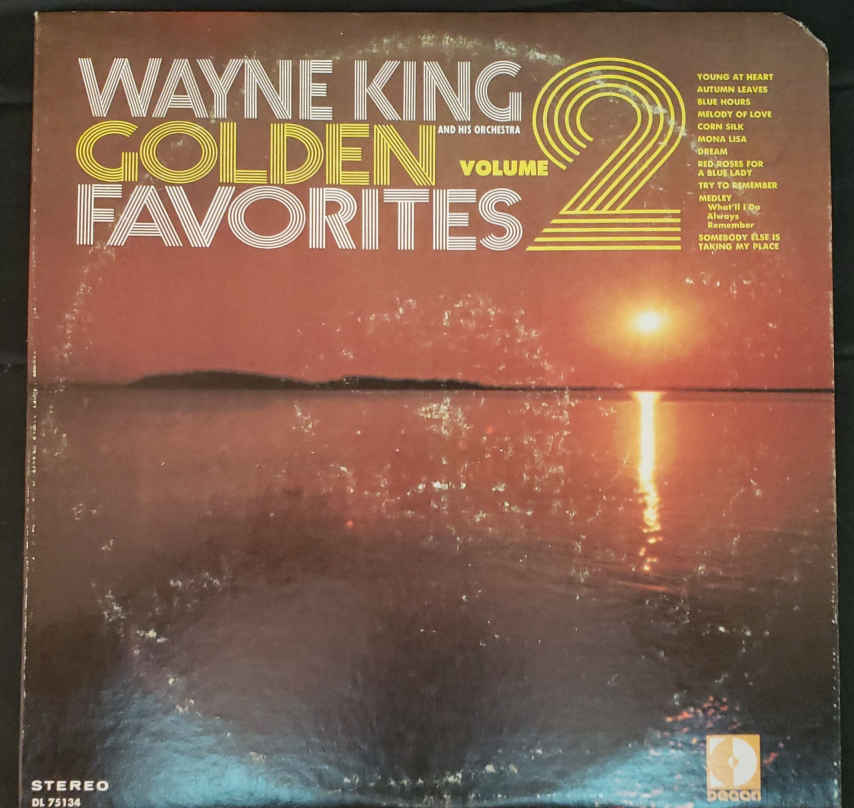 WAYNE KING
AND HIS ORCHESTRA
GOLDEN
VOLUME 2
FAVORITES
YOUNG AT HEART
AUTUMN LEAVES
BLUE HOURS
MELODY OF LOVE
CORN SILK
MONA LISA
DREAM
RED ROSES FOR
A BLUE LADY
TRY TO REMEMBER
MEDLEY
What'll I Do
Always
Remember
SOMEBODY ELSE IS
TAKING MY PLACE
STEREO
DL 75134
DECCA